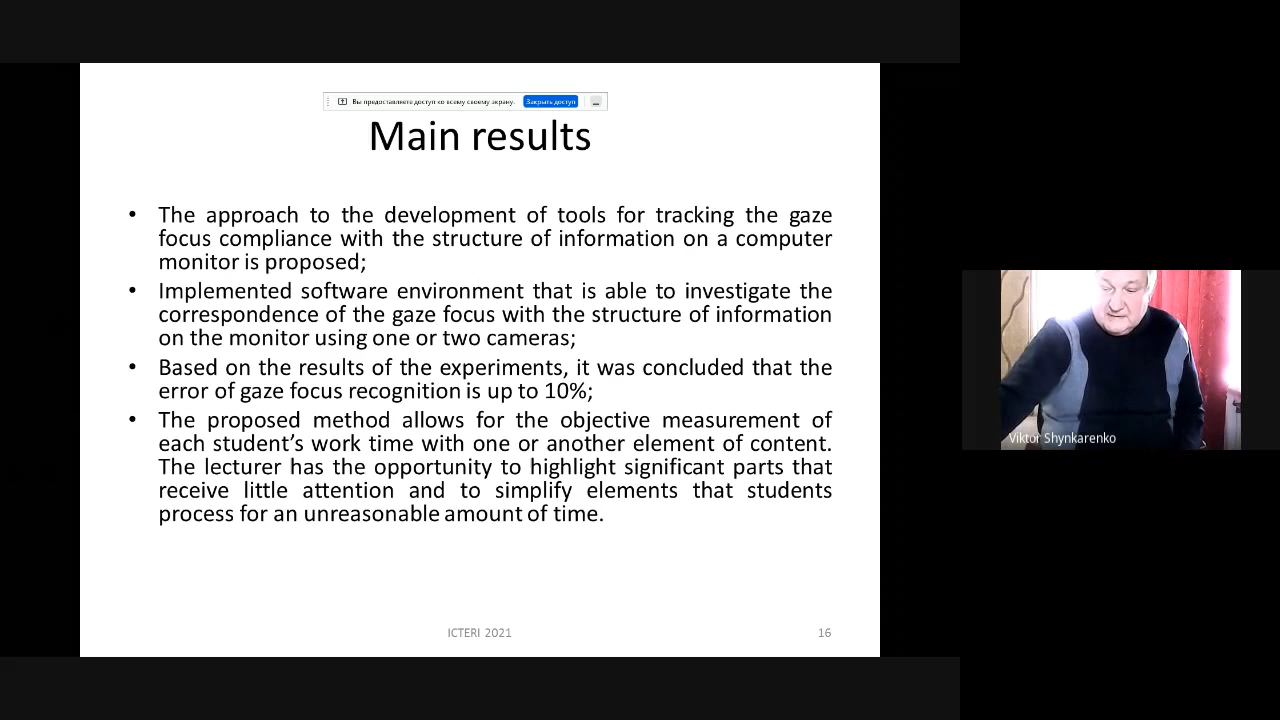 Вы предоставляете доступ ко всему своему экрану. Закрыть доступ
Main results
• The approach to the development of tools for tracking the gaze
focus compliance with the structure of information on a computer
monitor is proposed;
• Implemented software environment that is able to investigate the
correspondence of the gaze focus with the structure of information
on the monitor using one or two cameras;
• Based on the results of the experiments, it was concluded that the
error of gaze focus recognition is up to 10%;
• The proposed method allows for the objective measurement of
each student’s work time with one or another element of content.
The lecturer has the opportunity to highlight significant parts that
receive little attention and to simplify elements that students
process for an unreasonable amount of time.
ICTERI 2021
16
Viktor Shynkarenko